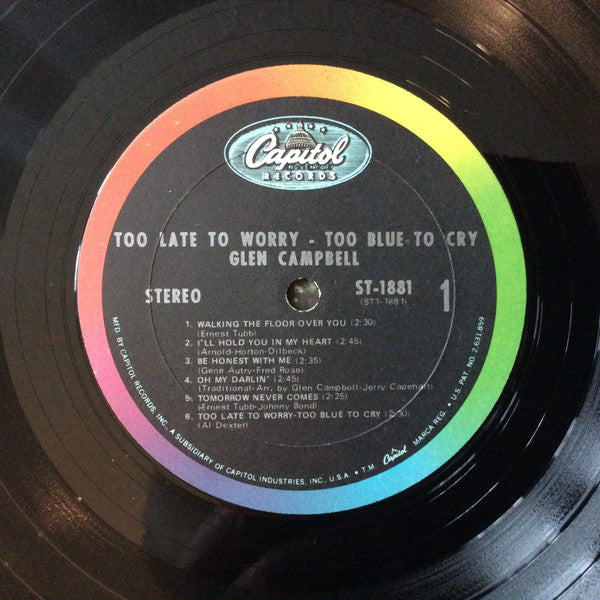 Capitol
RECORDS
TOO LATE TO WORRY - TOO BLUE TO CRY
GLEN CAMPBELL
STEREO
ST-1881
(ST1-1881)
1
1. WALKING THE FLOOR OVER YOU (2:30)
(Ernest Tubb)
2. I'LL HOLD YOU IN MY HEART (2:45)
(Arnold-Horton-Dilbeck)
3. BE HONEST WITH ME (2:35)
(Gene Autry-Fred Rose)
4. OH MY DARLIN' (2:45)
(Traditional-Arr. by Glen Campbell-Jerry Capehart)
5. TOMORROW NEVER COMES (2:25)
(Ernest Tubb-Johnny Bond)
6. TOO LATE TO WORRY-TOO BLUE TO CRY (2:30)
(Al Dexter)
MFD. BY CAPITOL RECORDS, INC., A SUBSIDIARY OF CAPITOL INDUSTRIES, INC., U.S.A. • T.M. Capitol MARCA REG. • U.S. PAT. NO. 2,631,859